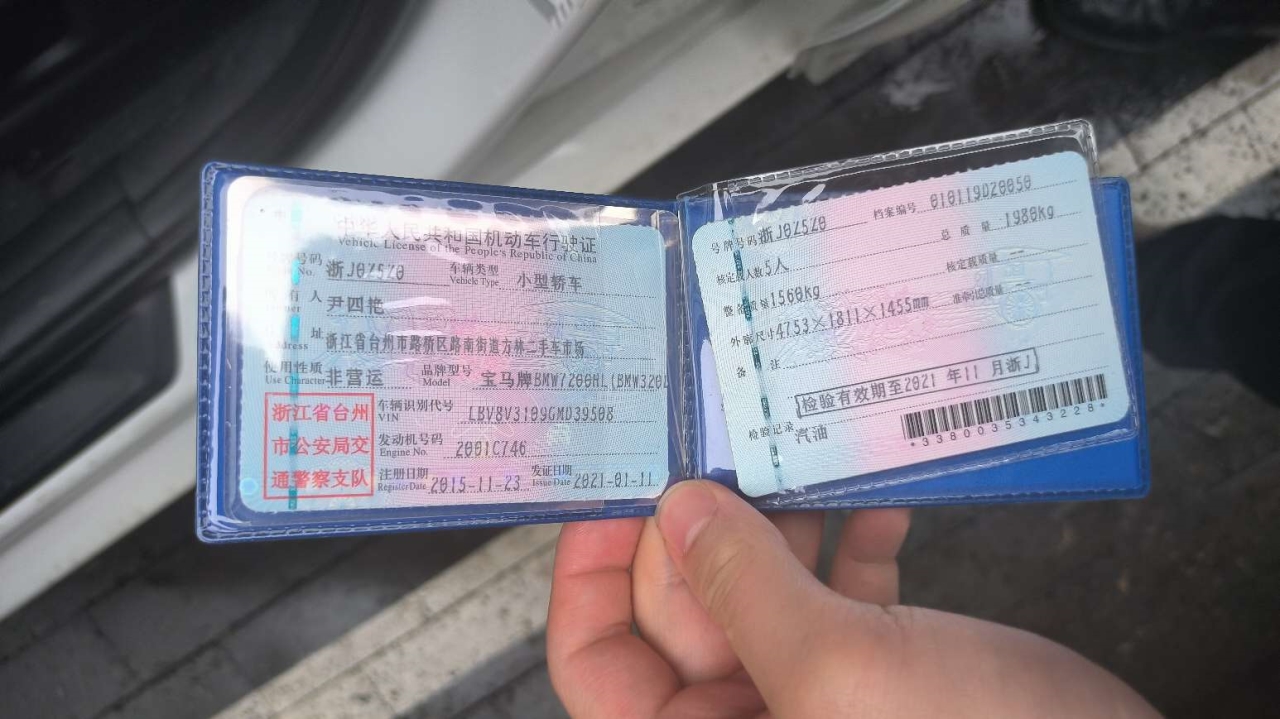 中华人民共和国机动车行驶证
Vehicle License of the People's Republic of China
号牌号码 浙J0Z5Z0 车辆类型 小型轿车
No. Vehicle Type
人 尹四艳
址 浙江省台州市路桥区路南街道方林二手车市场
使用性质 非营运 品牌型号 宝马牌BMW7200HL(BMW320L
Use Character Model
浙江省台州
市公安局交
通警察支队
车辆识别代号 LBV8V3109GMD39508
VIN
发动机号码 2001C746
Engine No.
注册日期 2015-11-23 发证日期 2021-01-11
Register Date Issue Date
号牌号码 浙J0Z5Z0 档案编号 010119020050
核定载人数 5人 总质量 1980kg
整备质量 1560kg 核定载质量 --
外廓尺寸 4753×1811×1455mm 准牵引总质量 --
备注
检验有效期至2021 年11 月浙J
检验记录 汽油
*3380035343228*